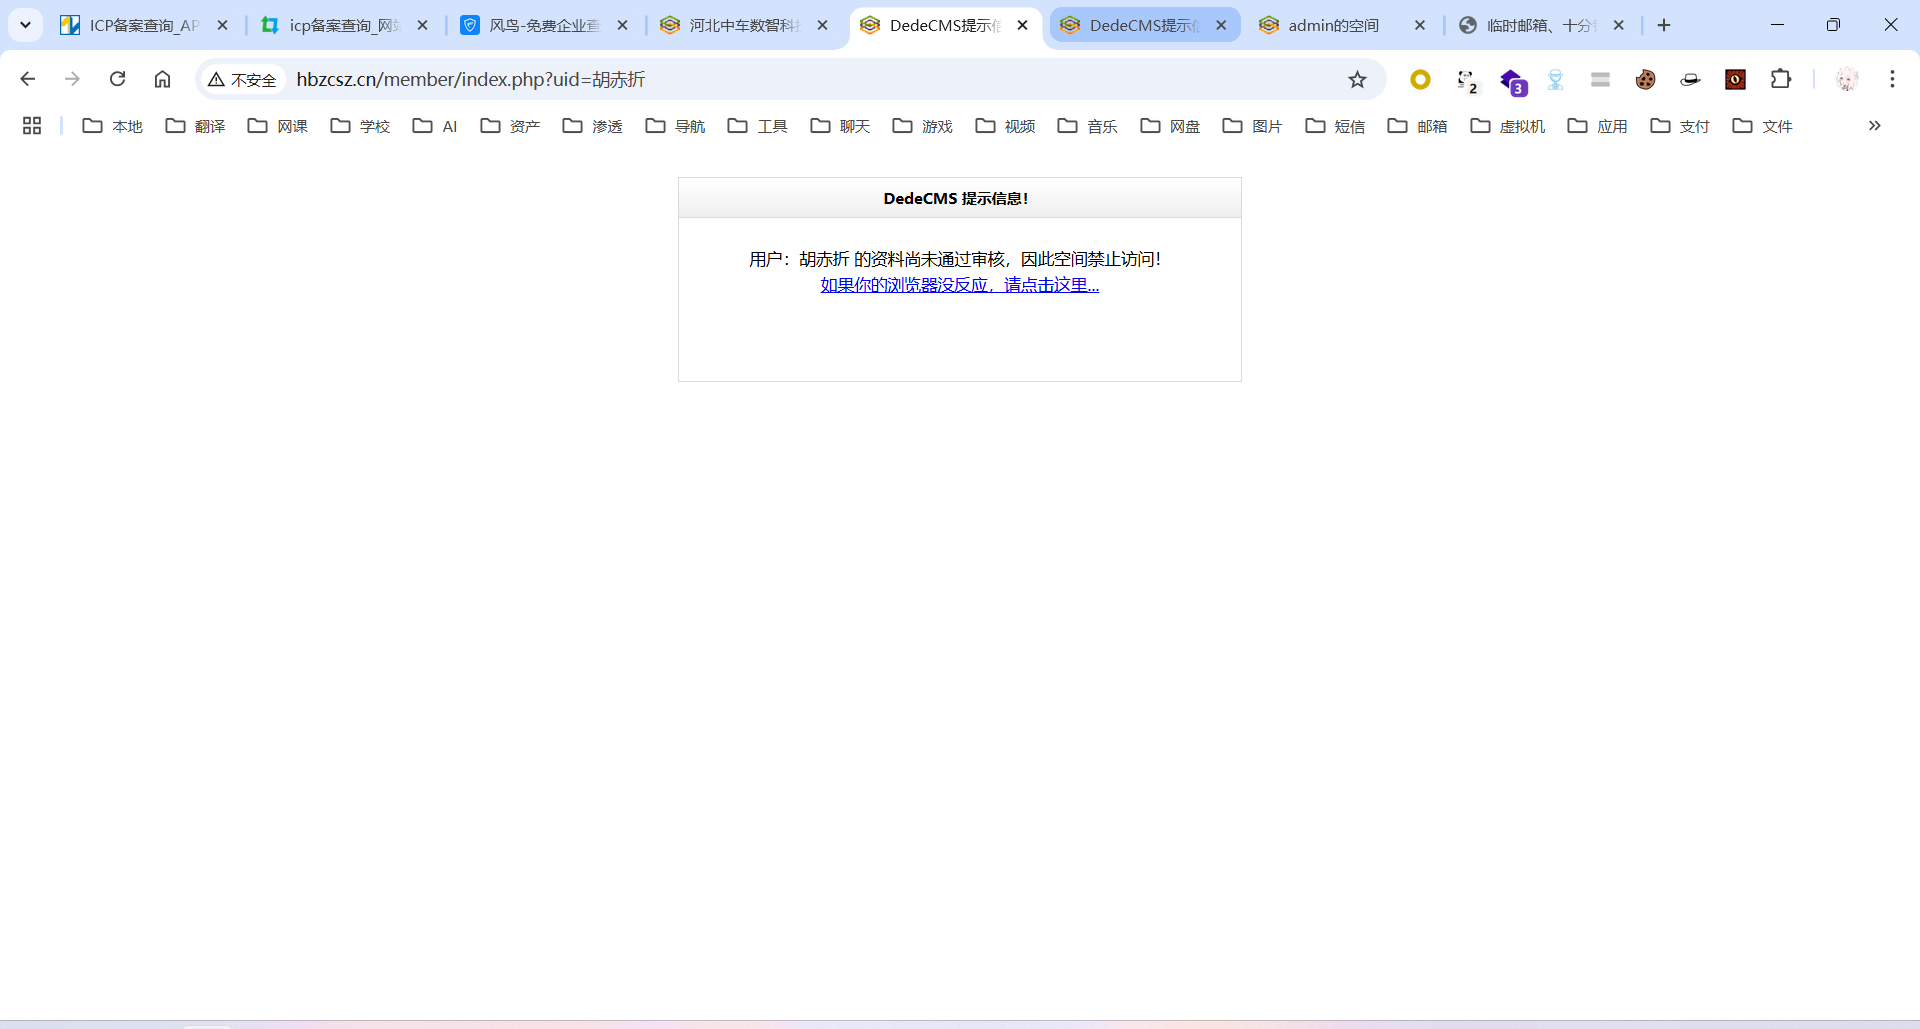 ICP备案查询_AP
icp备案查询_网站
风鸟-免费企业查
河北中车数智科技
DedeCMS提示信
DedeCMS提示信
admin的空间
临时邮箱、十分钟
不安全
hbzcsz.cn/member/index.php?uid=胡赤折
2
3
本地
翻译
网课
学校
AI
资产
渗透
导航
工具
聊天
游戏
视频
音乐
网盘
图片
短信
邮箱
虚拟机
应用
支付
文件
DedeCMS 提示信息！
用户：胡赤折 的资料尚未通过审核，因此空间禁止访问！
如果你的浏览器没反应，请点击这里...